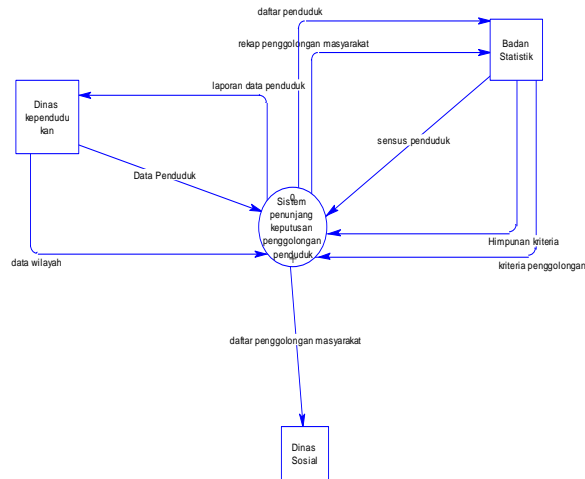 daftar penduduk
rekap penggolongan masyarakat
Badan
Statistik
laporan data penduduk
Dinas
kependudu
kan
sensus penduduk
Data Penduduk
0
Sistem
penunjang
keputusan
penggolongan
penduduk
+
Himpunan kriteria
data wilayah
kriteria penggolongan
daftar penggolongan masyarakat
Dinas
Sosial